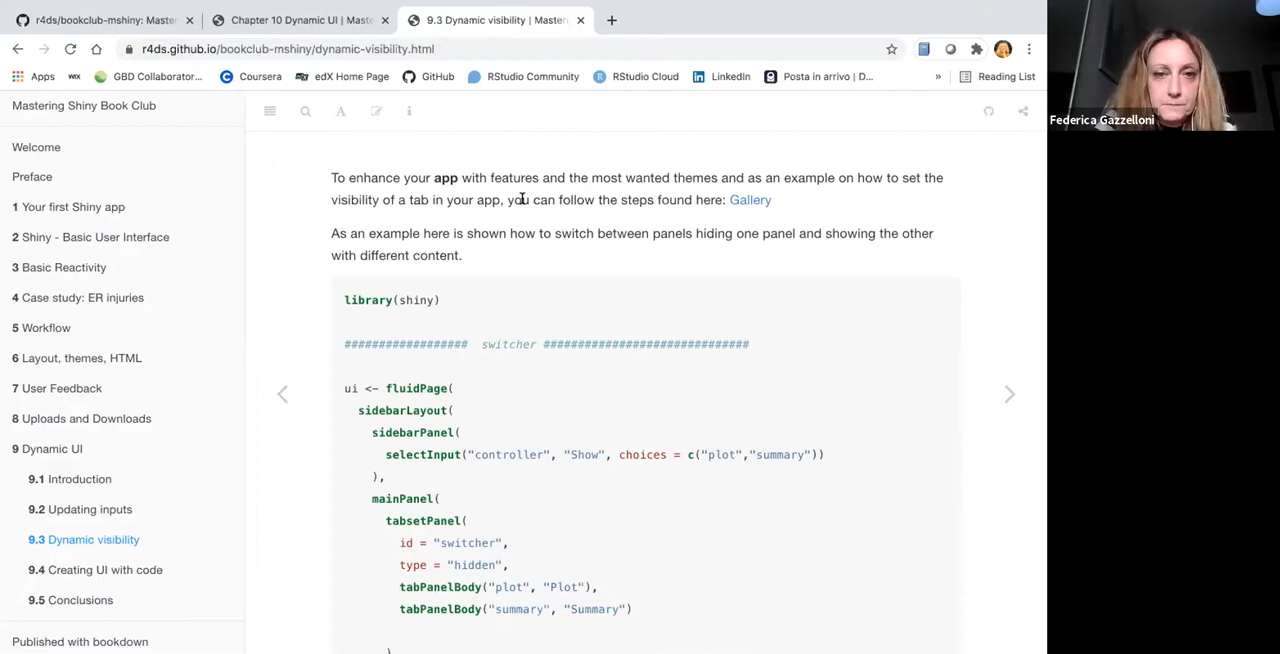 r4ds/bookclub-mshiny: Master
Chapter 10 Dynamic UI | Maste
9.3 Dynamic visibility | Master
r4ds.github.io/bookclub-mshiny/dynamic-visibility.html
Apps
WIX
GBD Collaborator...
Coursera
edX Home Page
GitHub
RStudio Community
RStudio Cloud
LinkedIn
Posta in arrivo | D...
»
Reading List
Federica Gazzelloni
Mastering Shiny Book Club
Welcome
Preface
1 Your first Shiny app
2 Shiny - Basic User Interface
3 Basic Reactivity
4 Case study: ER injuries
5 Workflow
6 Layout, themes, HTML
7 User Feedback
8 Uploads and Downloads
9 Dynamic UI
9.1 Introduction
9.2 Updating inputs
9.3 Dynamic visibility
9.4 Creating UI with code
9.5 Conclusions
Published with bookdown
To enhance your app with features and the most wanted themes and as an example on how to set the
visibility of a tab in your app, you can follow the steps found here: Gallery
As an example here is shown how to switch between panels hiding one panel and showing the other
with different content.
library(shiny)
################## switcher ##############################
ui <- fluidPage(
sidebarLayout(
sidebarPanel(
selectInput("controller", "Show", choices = c("plot","summary"))
),
mainPanel(
tabsetPanel(
id = "switcher",
type = "hidden",
tabPanelBody("plot", "Plot"),
tabPanelBody("summary", "Summary")
)